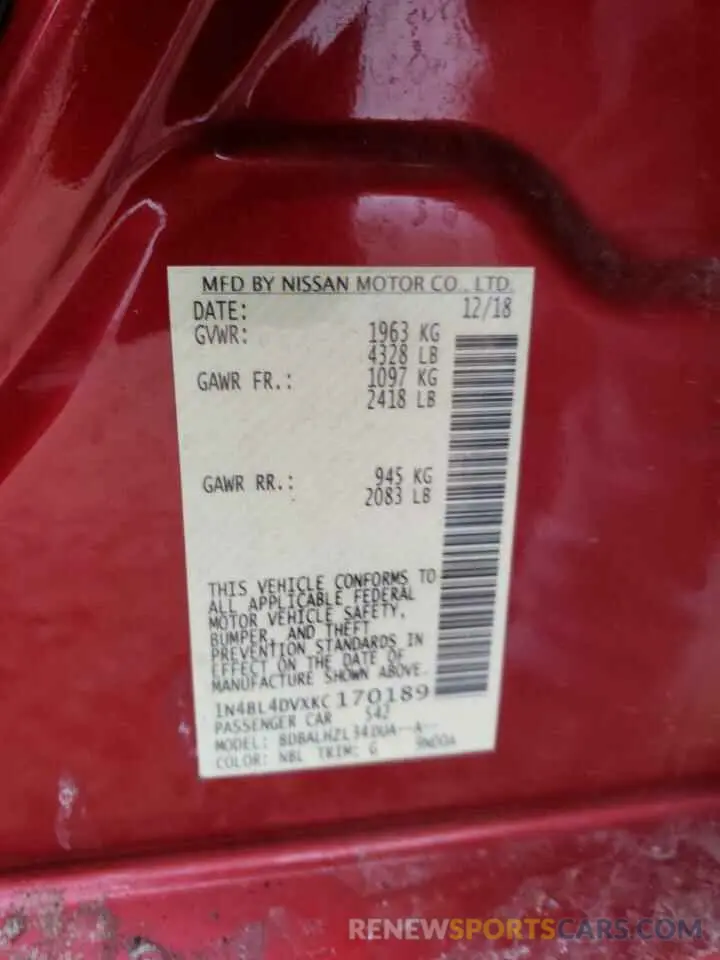 MFD BY NISSAN MOTOR CO., LTD.
DATE: 12/18
GVWR: 1963 KG
4328 LB
GAWR FR.: 1097 KG
2418 LB
GAWR RR.: 945 KG
2083 LB
THIS VEHICLE CONFORMS TO
ALL APPLICABLE FEDERAL
MOTOR VEHICLE SAFETY,
BUMPER, AND THEFT
PREVENTION STANDARDS IN
EFFECT ON THE DATE OF
MANUFACTURE SHOWN ABOVE.
1N4BL4DVXKC170189
PASSENGER CAR 542
MODEL:
COLOR: NBL TRIM: G
RENEWSPORTSCARS.COM